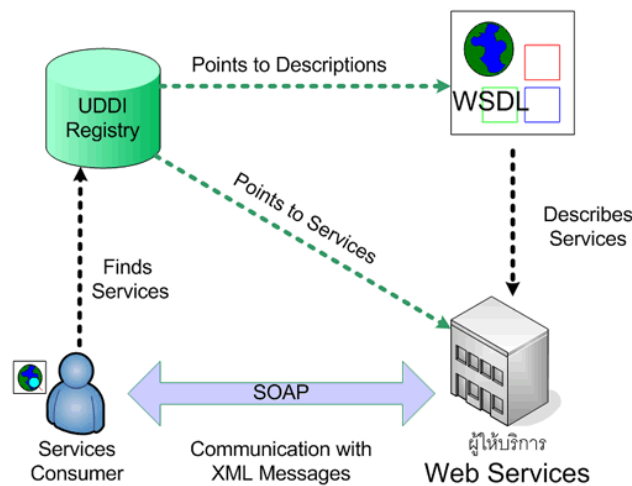 Points to Descriptions
UDDI
Registry
WSDL
Points to Services
Describes
Services
Finds
Services
SOAP
Services
Consumer
Communication with
XML Messages
ผู้ให้บริการ
Web Services